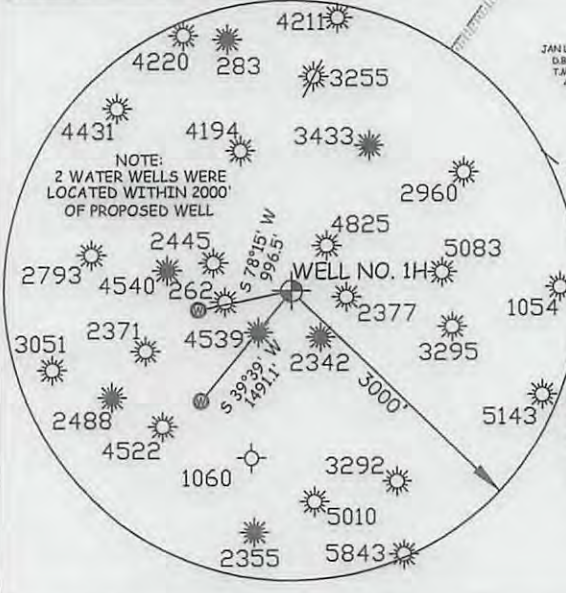 4211
4220
283
3255
JAN L
D.B
T.M
4431
4194
3433
NOTE:
2 WATER WELLS WERE
LOCATED WITHIN 2000'
OF PROPOSED WELL
2960
S 78°15' W
996.5'
4825
2445
5083
2793
4540
262
WELL NO. 1H
1054
2377
2371
4539
3051
2342
3295
S 39°39' W
1491.1'
3000'
5143
2488
4522
W
W
1060
3292
5010
2355
5843